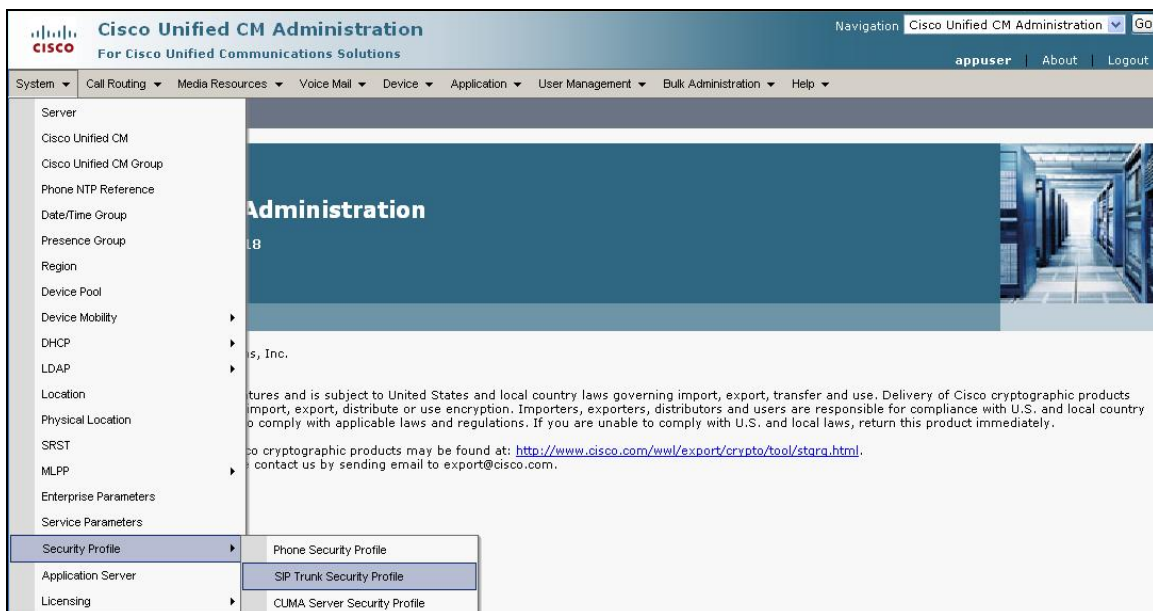 CISCO
Cisco Unified CM Administration
For Cisco Unified Communications Solutions
Navigation Cisco Unified CM Administration Go
appuser | About | Logout
System Call Routing Media Resources Voice Mail Device Application User Management Bulk Administration Help
Server
Cisco Unified CM
Cisco Unified CM Group
Phone NTP Reference
Date/Time Group
Presence Group
Region
Device Pool
Device Mobility
DHCP
LDAP
Location
Physical Location
SRST
MLPP
Enterprise Parameters
Service Parameters
Security Profile
Application Server
Licensing
Phone Security Profile
SIP Trunk Security Profile
CUMA Server Security Profile
Administration
18
s, Inc.
tures and is subject to United States and local country laws governing import, export, transfer and use. Delivery of Cisco cryptographic products
import, export, distribute or use encryption. Importers, exporters, distributors and users are responsible for compliance with U.S. and local country
o comply with applicable laws and regulations. If you are unable to comply with U.S. and local laws, return this product immediately.
o cryptographic products may be found at: http://www.cisco.com/wwl/export/crypto/tool/stqrg.html.
contact us by sending email to export@cisco.com.